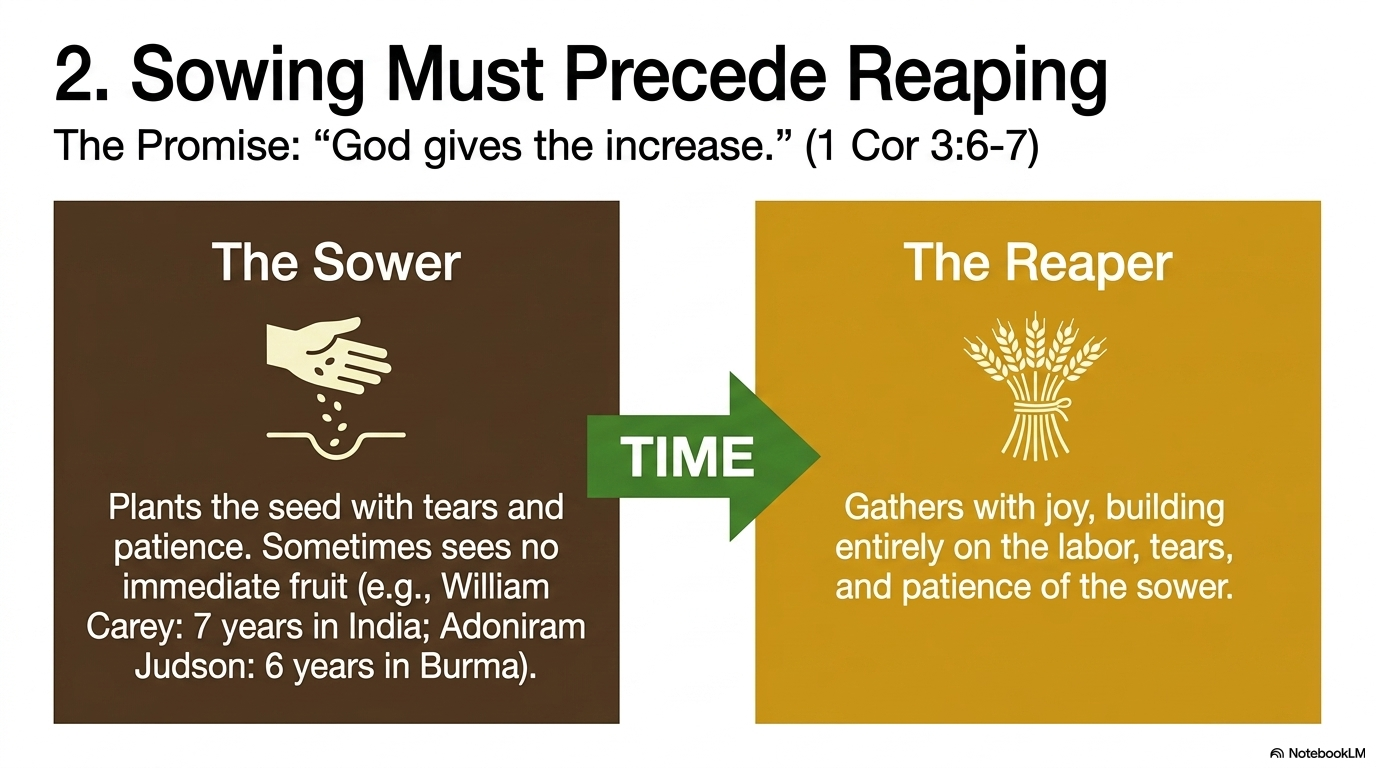 2. Sowing Must Precede Reaping
The Promise: “God gives the increase.” (1 Cor 3:6-7)
The Sower
Plants the seed with tears and
patience. Sometimes sees no
immediate fruit (e.g., William
Carey: 7 years in India; Adoniram
Judson: 6 years in Burma).
TIME
The Reaper
Gathers with joy, building
entirely on the labor, tears,
and patience of the sower.
NotebookLM